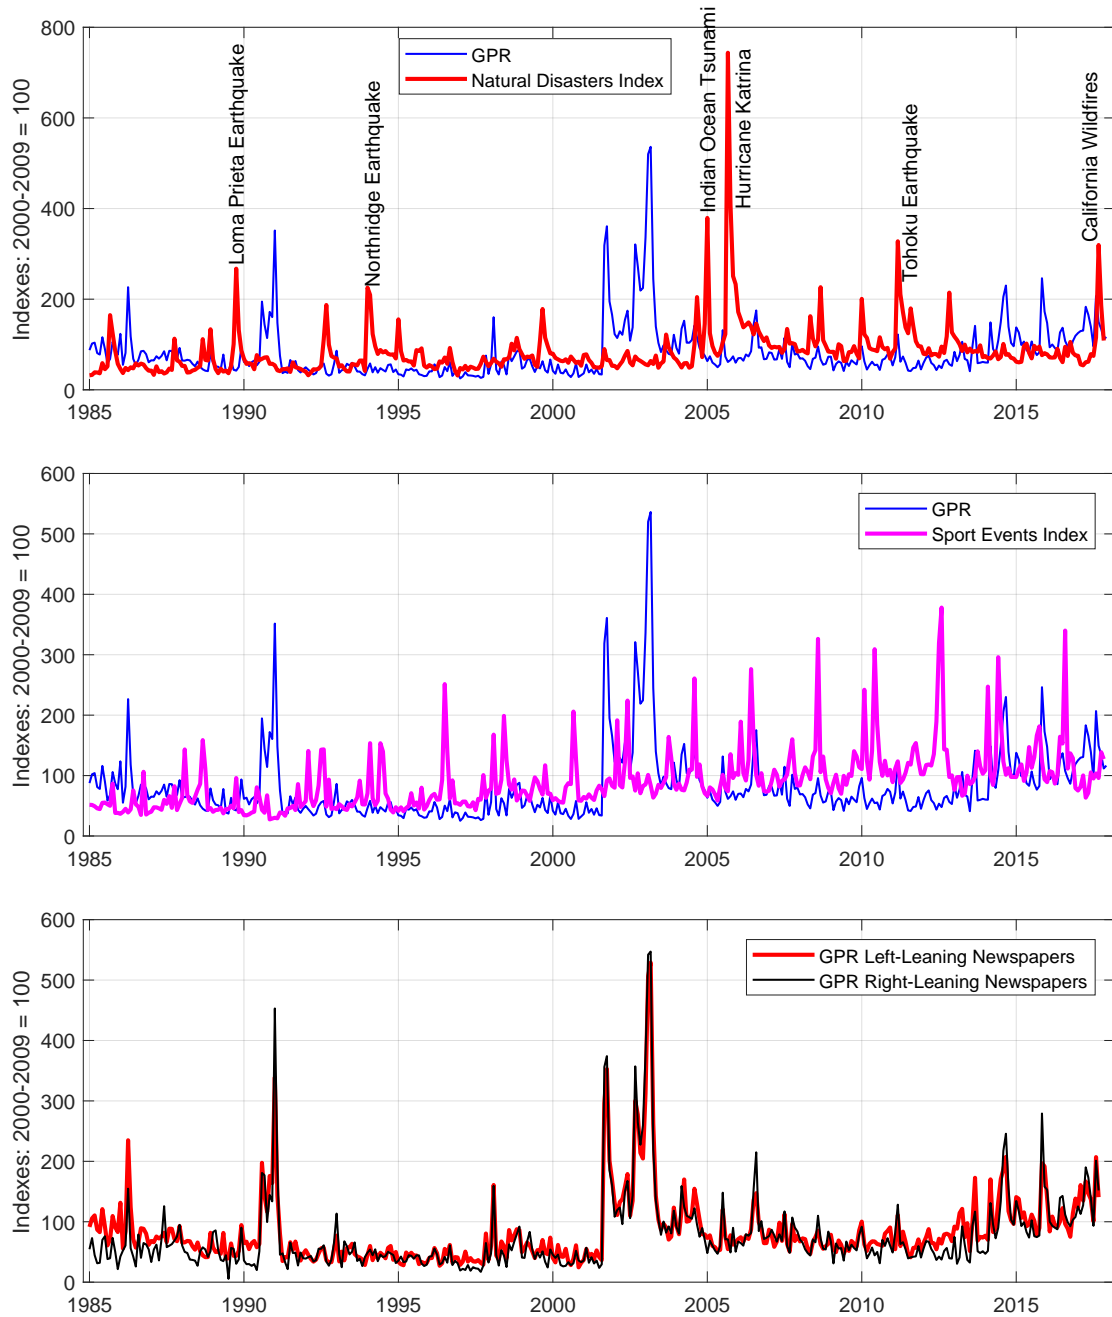 800
600
400
200
0
Indexes: 2000-2009 = 100
GPR
Natural Disasters Index
Loma Prieta Earthquake
Northridge Earthquake
Indian Ocean Tsunami
Hurricane Katrina
Tohoku Earthquake
California Wildfires
1985 1990 1995 2000 2005 2010 2015
600
500
400
300
200
100
0
Indexes: 2000-2009 = 100
GPR
Sport Events Index
1985 1990 1995 2000 2005 2010 2015
600
500
400
300
200
100
0
Indexes: 2000-2009 = 100
GPR Left-Leaning Newspapers
GPR Right-Leaning Newspapers
1985 1990 1995 2000 2005 2010 2015